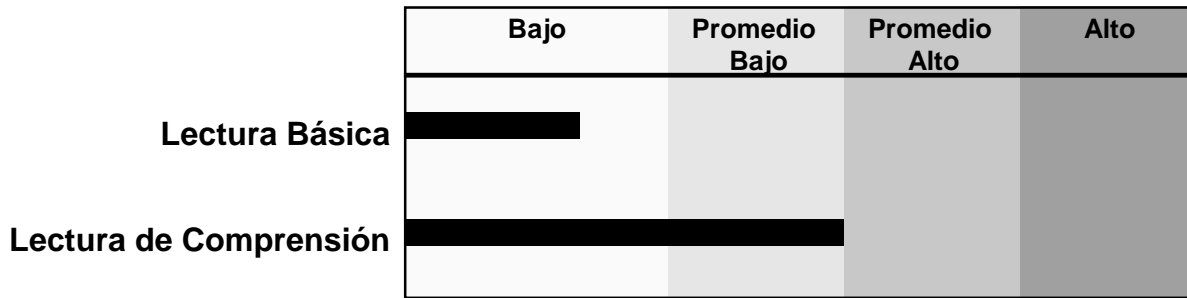 Bajo Promedio Bajo Promedio Alto Alto
Lectura Básica
Lectura de Comprensión